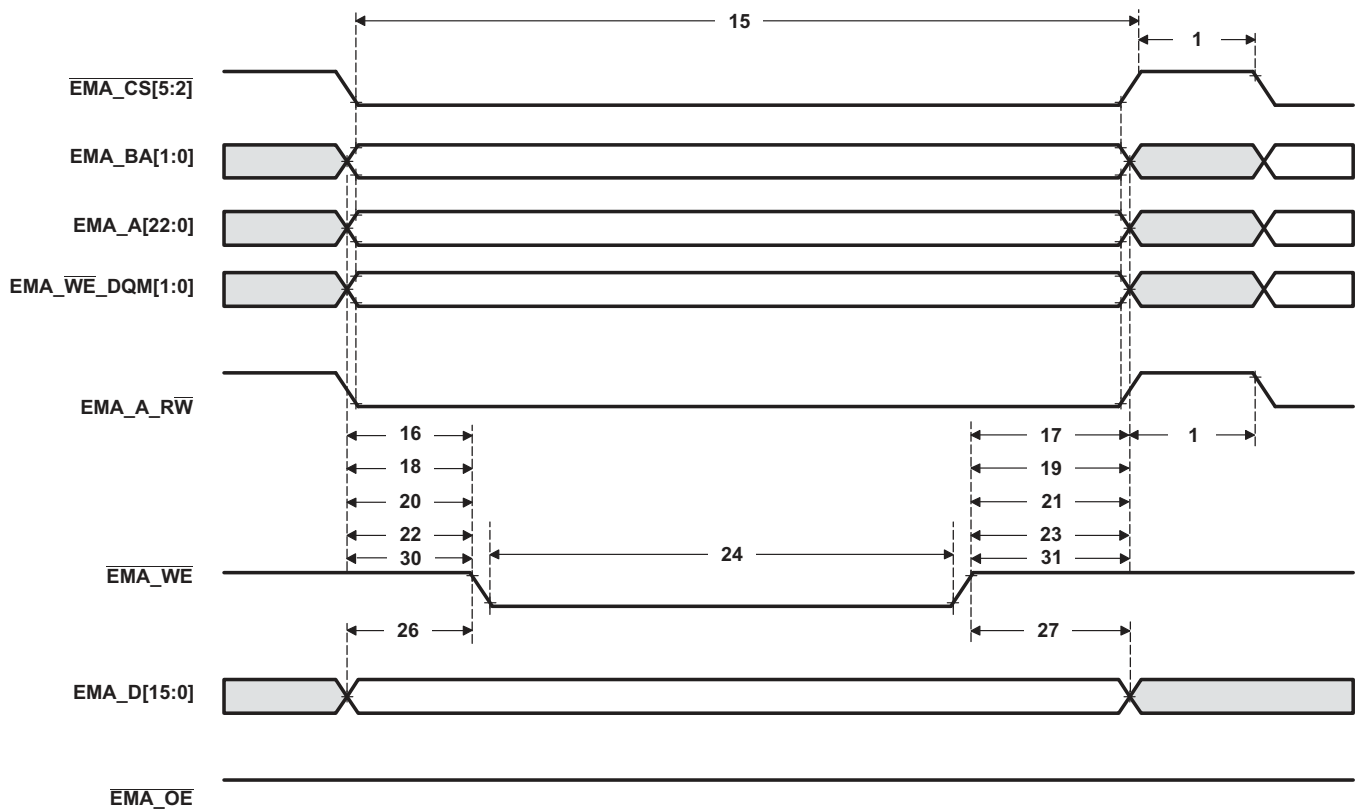 15
1
EMA_CS[5:2]
EMA_BA[1:0]
EMA_A[22:0]
EMA_WE_DQM[1:0]
EMA_A_RW
16 17 1
18 19
20 21
22 23
24
30 31
EMA_WE
26 27
EMA_D[15:0]
EMA_OE